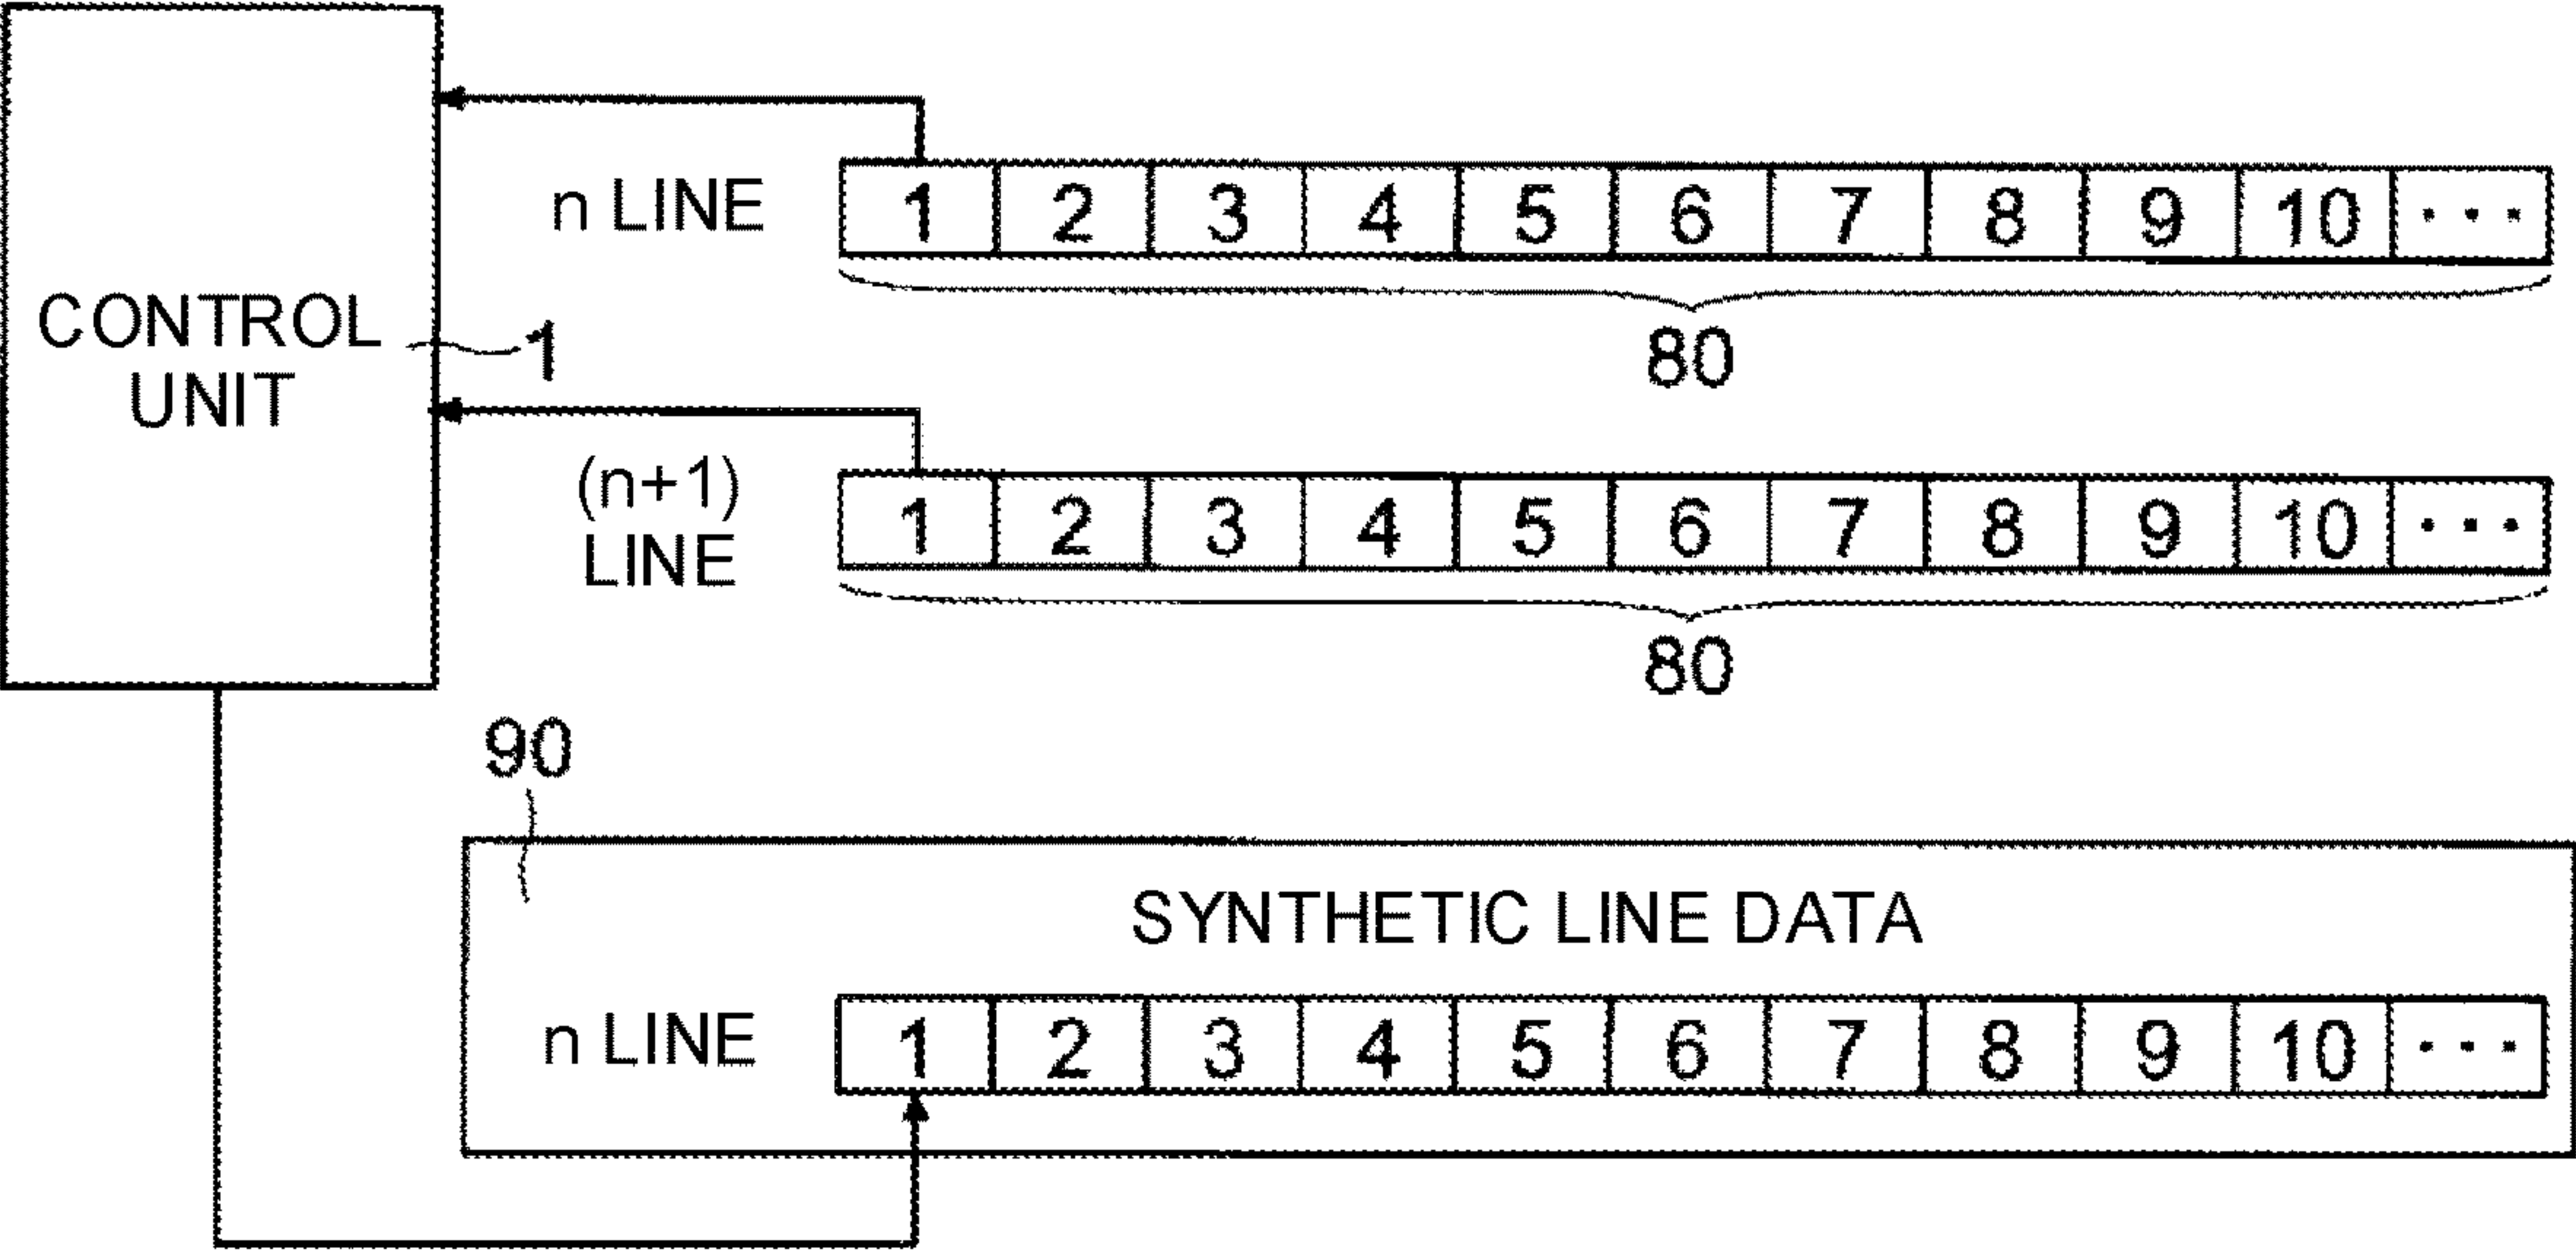 n LINE 1 2 3 4 5 6 7 8 9 10 ...
80
CONTROL
UNIT
1
(n+1)
LINE
1 2 3 4 5 6 7 8 9 10 ...
80
90
SYNTHETIC LINE DATA
n LINE 1 2 3 4 5 6 7 8 9 10 ...